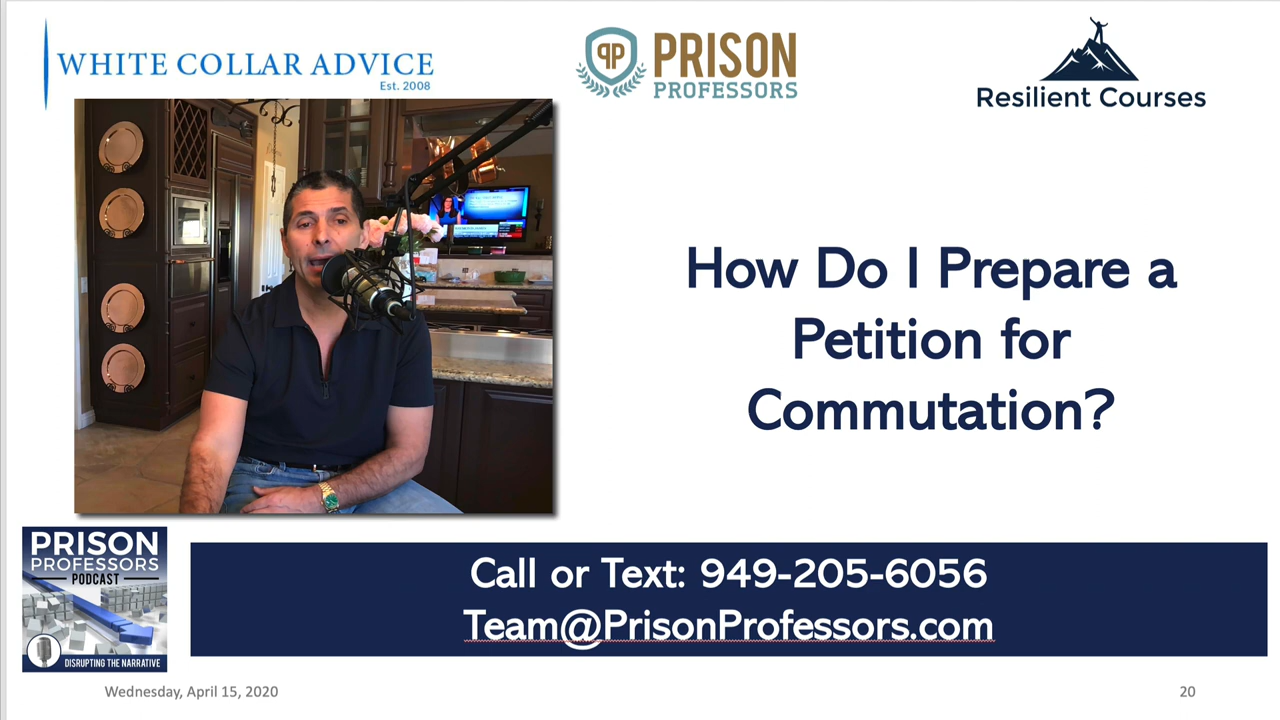 WHITE COLLAR ADVICE
Est. 2008
PP
PRISON
PROFESSORS
Resilient Courses
How Do I Prepare a
Petition for
Commutation?
PRISON
PROFESSORS
PODCAST
DISRUPTING THE NARRATIVE
Call or Text: 949-205-6056
Team@PrisonProfessors.com
Wednesday, April 15, 2020
20